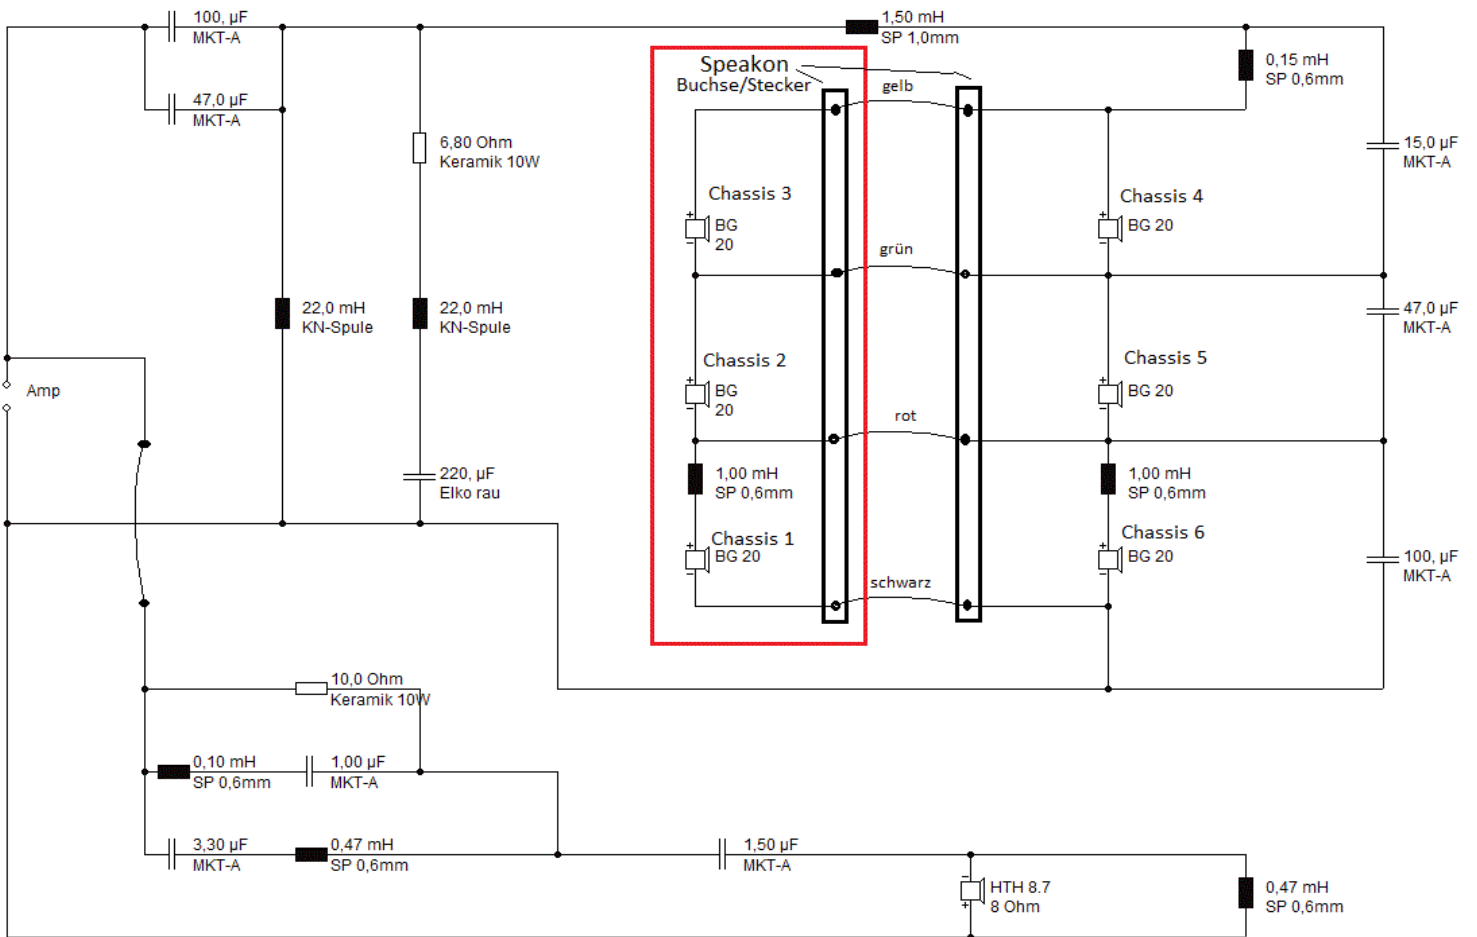 100, µF
MKT-A
1,50 mH
SP 1,0mm
47,0 µF
MKT-A
Speakon
Buchse/Stecker
gelb
0,15 mH
SP 0,6mm
6,80 Ohm
Keramik 10W
15,0 µF
MKT-A
Chassis 3
BG
20
Chassis 4
BG 20
grün
22,0 mH
KN-Spule
22,0 mH
KN-Spule
47,0 µF
MKT-A
Amp
Chassis 2
BG
20
Chassis 5
BG 20
rot
220, µF
Elko rau
1,00 mH
SP 0,6mm
1,00 mH
SP 0,6mm
Chassis 1
BG 20
Chassis 6
BG 20
100, µF
MKT-A
schwarz
10,0 Ohm
Keramik 10W
0,10 mH
SP 0,6mm
1,00 µF
MKT-A
3,30 µF
MKT-A
0,47 mH
SP 0,6mm
1,50 µF
MKT-A
HTH 8.7
8 Ohm
0,47 mH
SP 0,6mm